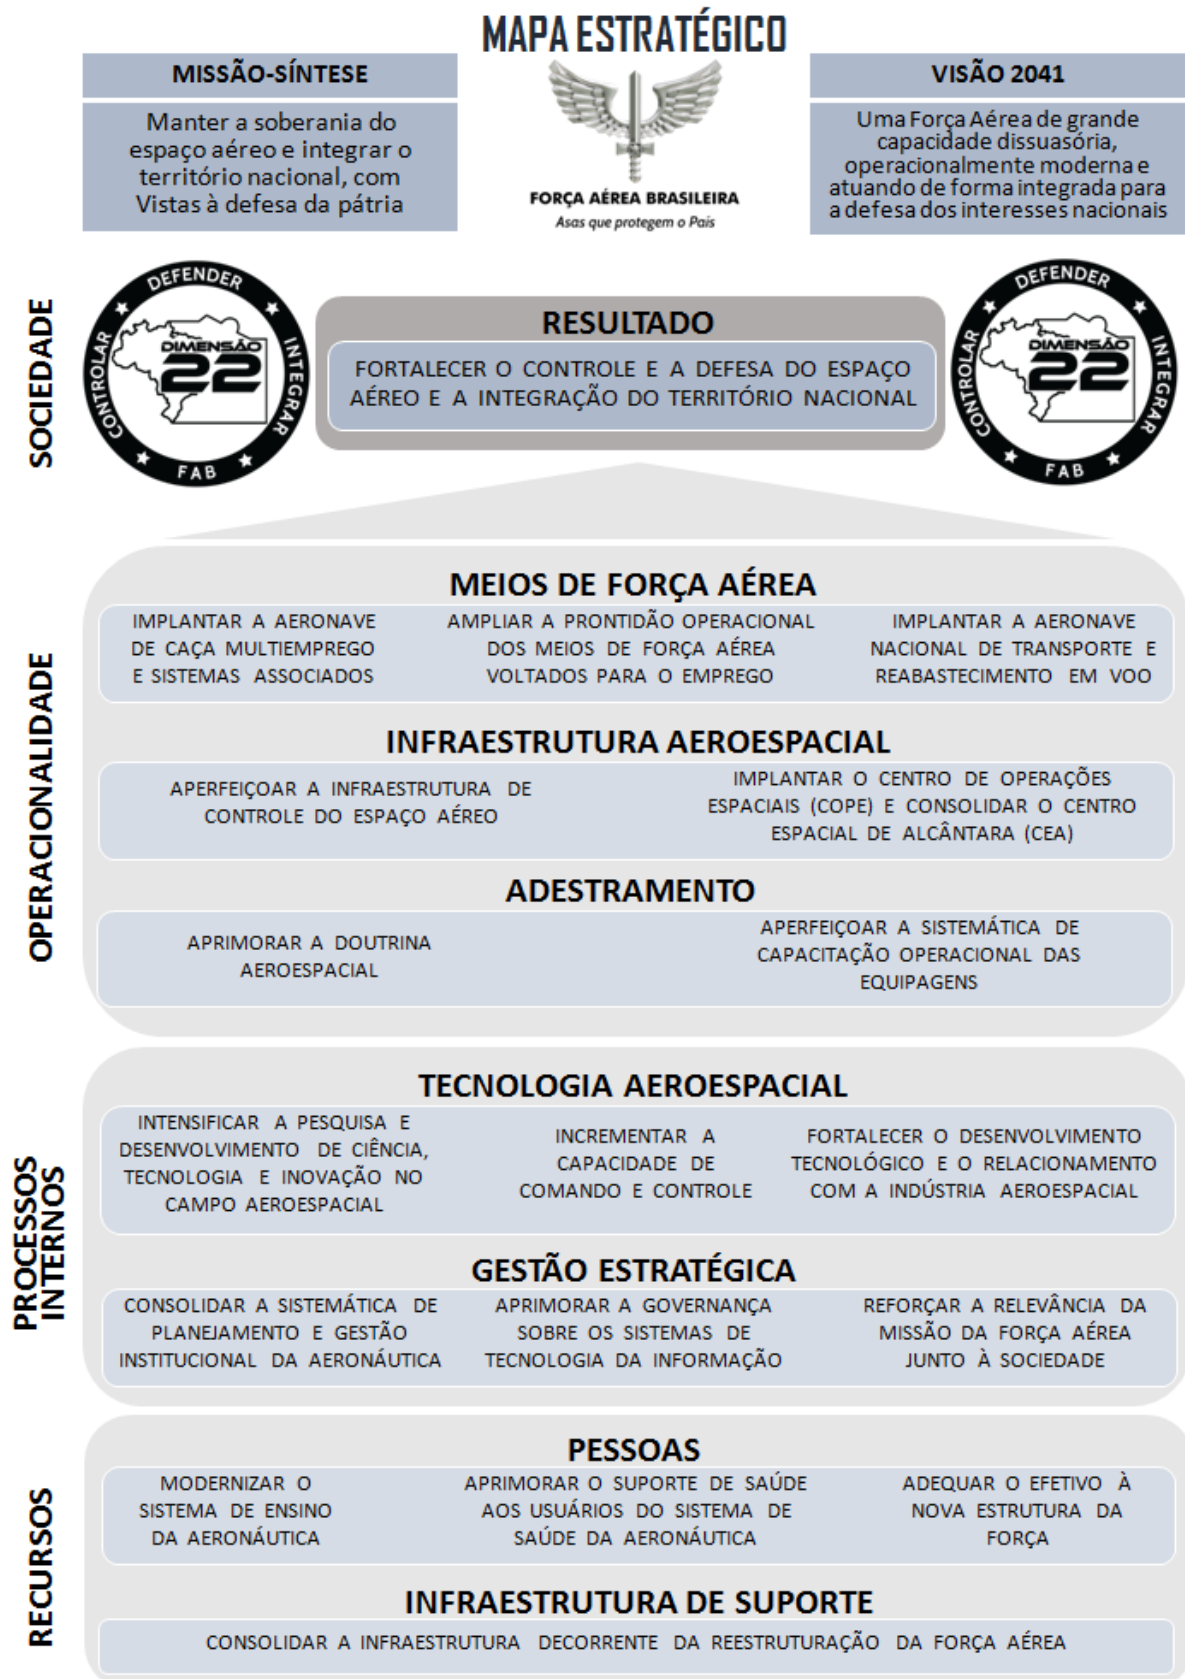 MAPA ESTRATÉGICO
MISSÃO-SÍNTESE
Manter a soberania do
espaço aéreo e integrar o
território nacional, com
Vistas à defesa da pátria
FORÇA AÉREA BRASILEIRA
Asas que protegem o País
VISÃO 2041
Uma Força Aérea de grande
capacidade dissuasória,
operacionalmente moderna e
atuando de forma integrada para
a defesa dos interesses nacionais
SOCIEDADE
DEFENDER
CONTROLAR
INTEGRAR
DIMENSÃO
22
FAB
RESULTADO
FORTALECER O CONTROLE E A DEFESA DO ESPAÇO
AÉREO E A INTEGRAÇÃO DO TERRITÓRIO NACIONAL
DEFENDER
CONTROLAR
INTEGRAR
DIMENSÃO
22
FAB
OPERACIONALIDADE
MEIOS DE FORÇA AÉREA
IMPLANTAR A AERONAVE
DE CAÇA MULTIEMPREGO
E SISTEMAS ASSOCIADOS
AMPLIAR A PRONTIDÃO OPERACIONAL
DOS MEIOS DE FORÇA AÉREA
VOLTADOS PARA O EMPREGO
IMPLANTAR A AERONAVE
NACIONAL DE TRANSPORTE E
REABASTECIMENTO EM VOO
INFRAESTRUTURA AEROESPACIAL
APERFEIÇOAR A INFRAESTRUTURA DE
CONTROLE DO ESPAÇO AÉREO
IMPLANTAR O CENTRO DE OPERAÇÕES
ESPACIAIS (COPE) E CONSOLIDAR O CENTRO
ESPACIAL DE ALCÂNTARA (CEA)
ADESTRAMENTO
APRIMORAR A DOUTRINA
AEROESPACIAL
APERFEIÇOAR A SISTEMÁTICA DE
CAPACITAÇÃO OPERACIONAL DAS
EQUIPAGENS
PROCESSOS
INTERNOS
TECNOLOGIA AEROESPACIAL
INTENSIFICAR A PESQUISA E
DESENVOLVIMENTO DE CIÊNCIA,
TECNOLOGIA E INOVAÇÃO NO
CAMPO AEROESPACIAL
INCREMENTAR A
CAPACIDADE DE
COMANDO E CONTROLE
FORTALECER O DESENVOLVIMENTO
TECNOLÓGICO E O RELACIONAMENTO
COM A INDÚSTRIA AEROESPACIAL
GESTÃO ESTRATÉGICA
CONSOLIDAR A SISTEMÁTICA DE
PLANEJAMENTO E GESTÃO
INSTITUCIONAL DA AERONÁUTICA
APRIMORAR A GOVERNANÇA
SOBRE OS SISTEMAS DE
TECNOLOGIA DA INFORMAÇÃO
REFORÇAR A RELEVÂNCIA DA
MISSÃO DA FORÇA AÉREA
JUNTO À SOCIEDADE
RECURSOS
PESSOAS
MODERNIZAR O
SISTEMA DE ENSINO
DA AERONÁUTICA
APRIMORAR O SUPORTE DE SAÚDE
AOS USUÁRIOS DO SISTEMA DE
SAÚDE DA AERONÁUTICA
ADEQUAR O EFETIVO À
NOVA ESTRUTURA DA
FORÇA
INFRAESTRUTURA DE SUPORTE
CONSOLIDAR A INFRAESTRUTURA DECORRENTE DA REESTRUTURAÇÃO DA FORÇA AÉREA